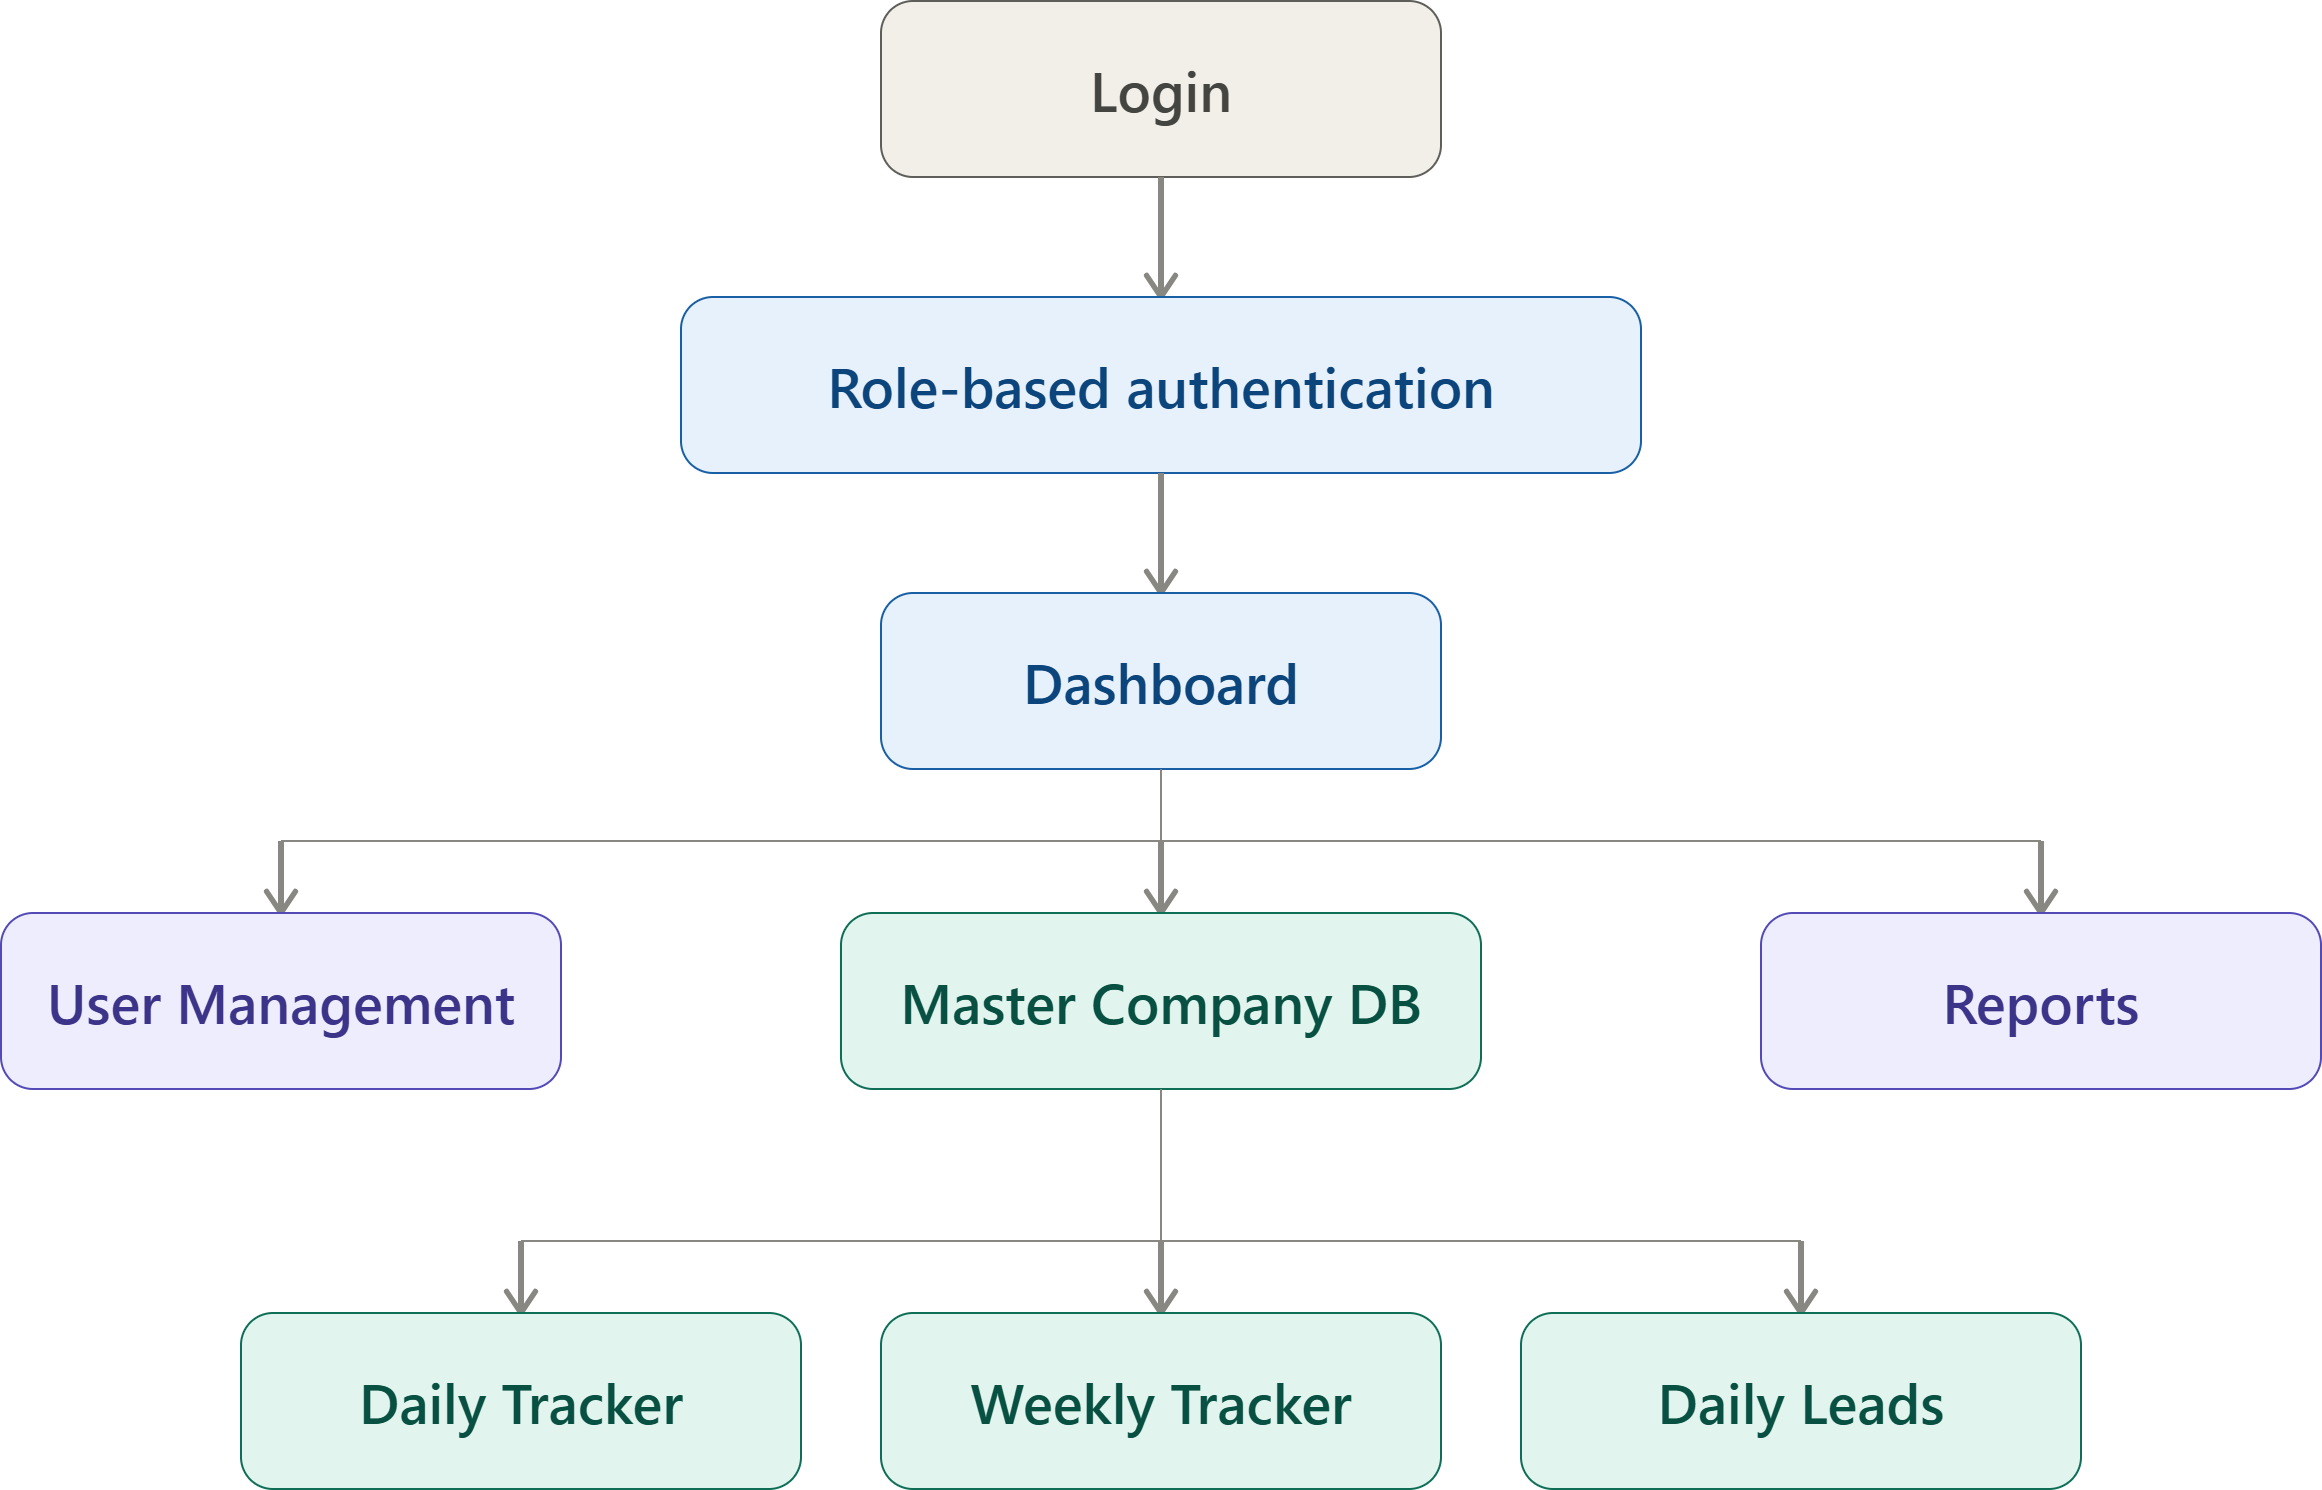 Login
Role-based authentication
Dashboard
User Management
Master Company DB
Reports
Daily Tracker
Weekly Tracker
Daily Leads